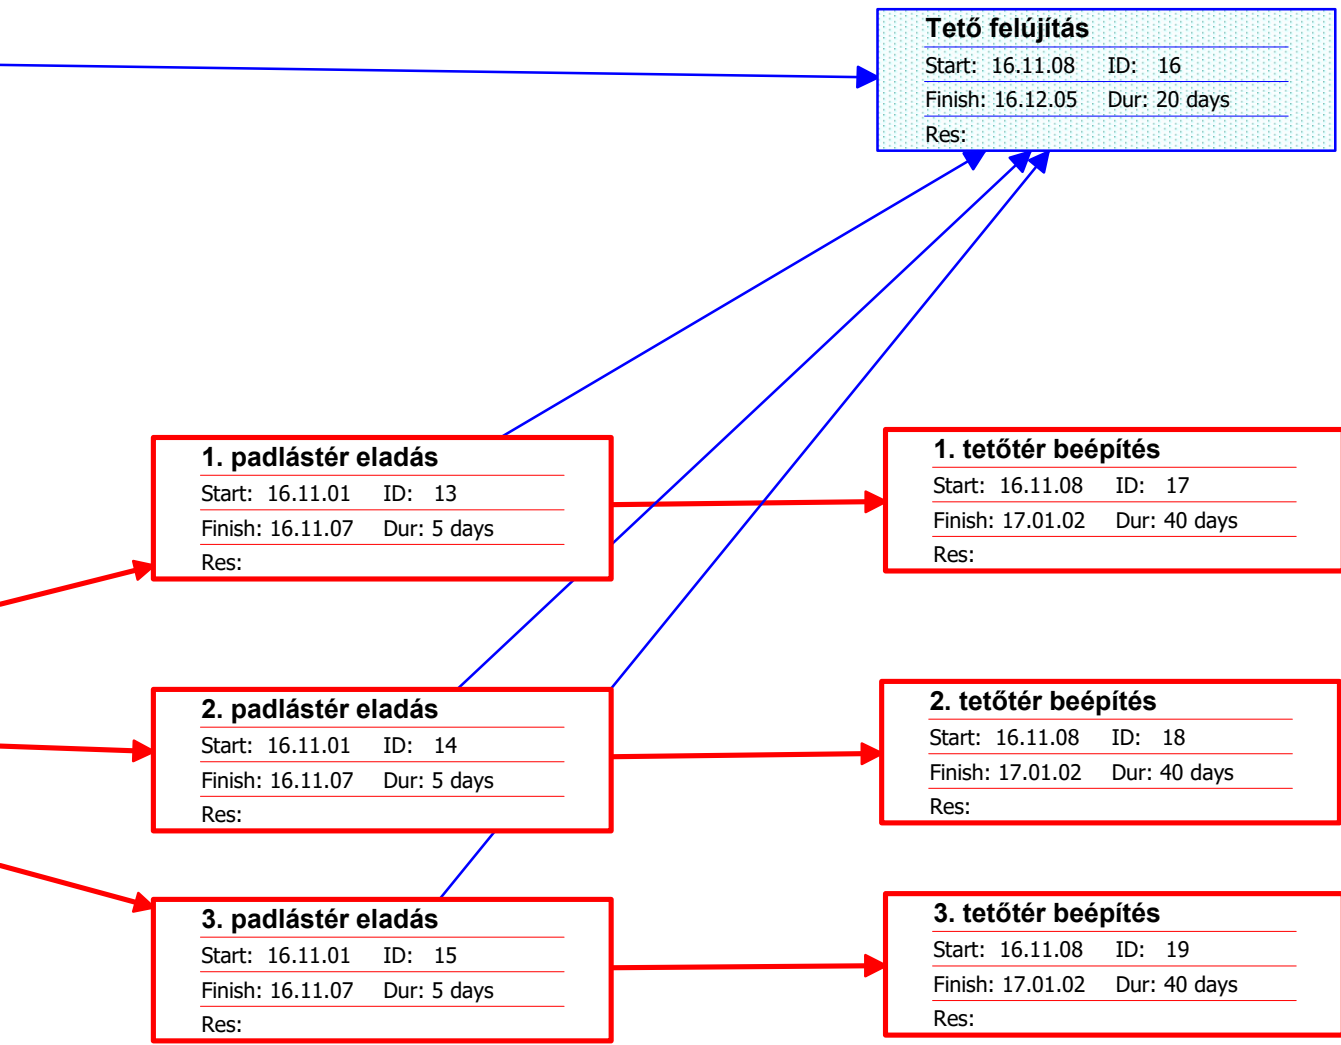 Tető felújítás
Start: 16.11.08 ID: 16
Finish: 16.12.05 Dur: 20 days
Res:
1. padlástér eladás
Start: 16.11.01 ID: 13
Finish: 16.11.07 Dur: 5 days
Res:
1. tetőtér beépítés
Start: 16.11.08 ID: 17
Finish: 17.01.02 Dur: 40 days
Res:
2. padlástér eladás
Start: 16.11.01 ID: 14
Finish: 16.11.07 Dur: 5 days
Res:
2. tetőtér beépítés
Start: 16.11.08 ID: 18
Finish: 17.01.02 Dur: 40 days
Res:
3. padlástér eladás
Start: 16.11.01 ID: 15
Finish: 16.11.07 Dur: 5 days
Res:
3. tetőtér beépítés
Start: 16.11.08 ID: 19
Finish: 17.01.02 Dur: 40 days
Res: